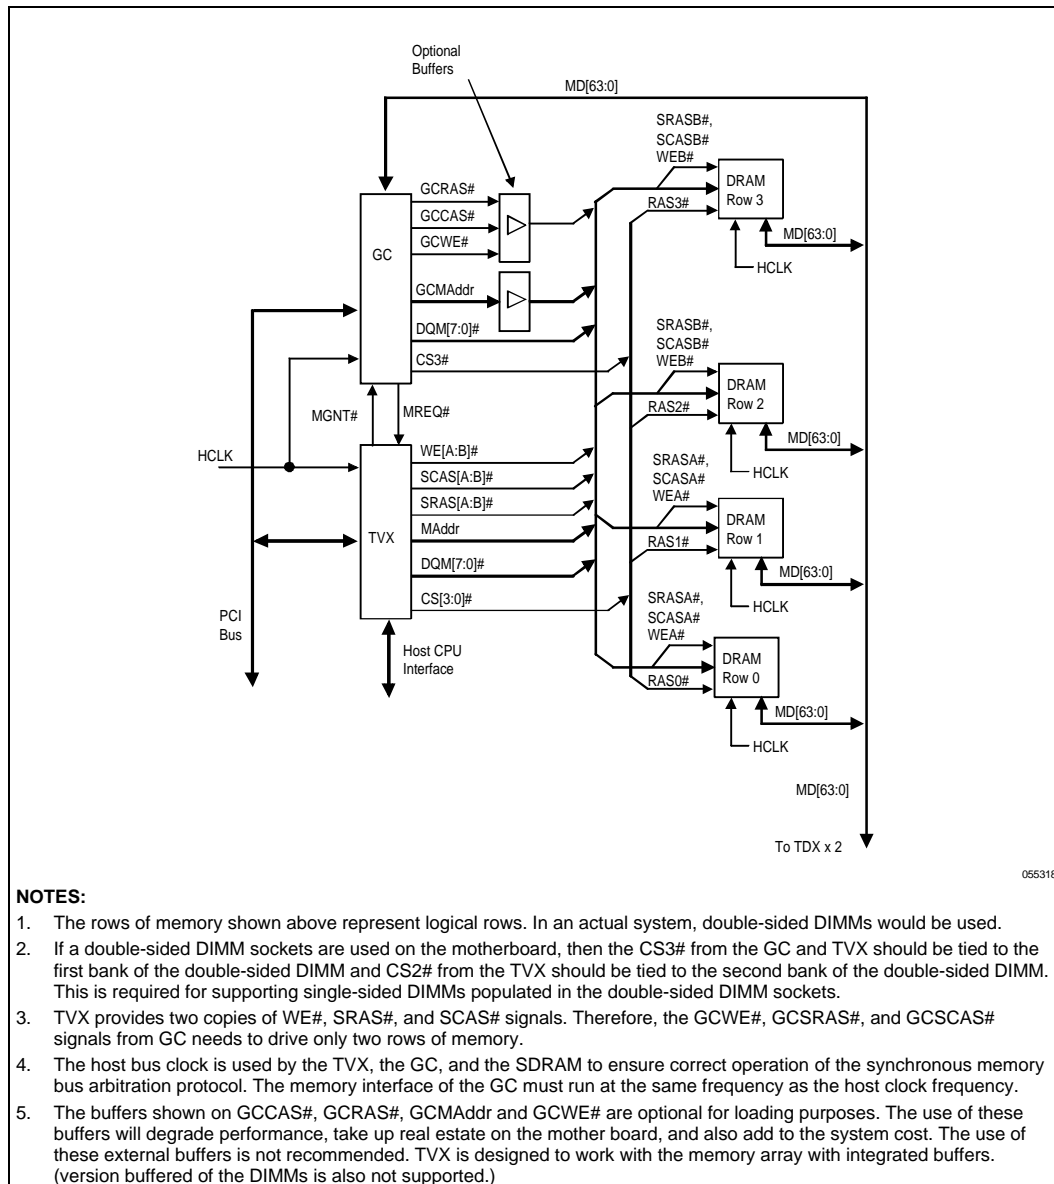 Optional
Buffers
MD[63:0]
SRASB#,
SCASB#
WEB#
DRAM
Row 3
GCRAS#
RAS3#
GCCAS#
MD[63:0]
GCWE#
GC
HCLK
GCMAddr
SRASB#,
SCASB#
WEB#
DQM[7:0]#
CS3#
DRAM
Row 2
RAS2#
MGNT#
MREQ#
MD[63:0]
HCLK
WE[A:B]#
SRASA#,
SCASA#
WEA#
HCLK
SCAS[A:B]#
SRAS[A:B]#
DRAM
Row 1
MAddr
TVX
RAS1#
DQM[7:0]#
MD[63:0]
CS[3:0]#
SRASA#,
SCASA#
WEA#
HCLK
PCI
Bus
Host CPU
Interface
DRAM
Row 0
RAS0#
MD[63:0]
HCLK
MD[63:0]
To TDX x 2
055318
NOTES:
1. The rows of memory shown above represent logical rows. In an actual system, double-sided DIMMs would be used.
2. If a double-sided DIMM sockets are used on the motherboard, then the CS3# from the GC and TVX should be tied to the
first bank of the double-sided DIMM and CS2# from the TVX should be tied to the second bank of the double-sided DIMM.
This is required for supporting single-sided DIMMs populated in the double-sided DIMM sockets.
3. TVX provides two copies of WE#, SRAS#, and SCAS# signals. Therefore, the GCWE#, GCSRAS#, and GCSCAS#
signals from GC needs to drive only two rows of memory.
4. The host bus clock is used by the TVX, the GC, and the SDRAM to ensure correct operation of the synchronous memory
bus arbitration protocol. The memory interface of the GC must run at the same frequency as the host clock frequency.
5. The buffers shown on GCCAS#, GCRAS#, GCMAddr and GCWE# are optional for loading purposes. The use of these
buffers will degrade performance, take up real estate on the mother board, and also add to the system cost. The use of
these external buffers is not recommended. TVX is designed to work with the memory array with integrated buffers.
(version buffered of the DIMMs is also not supported.)